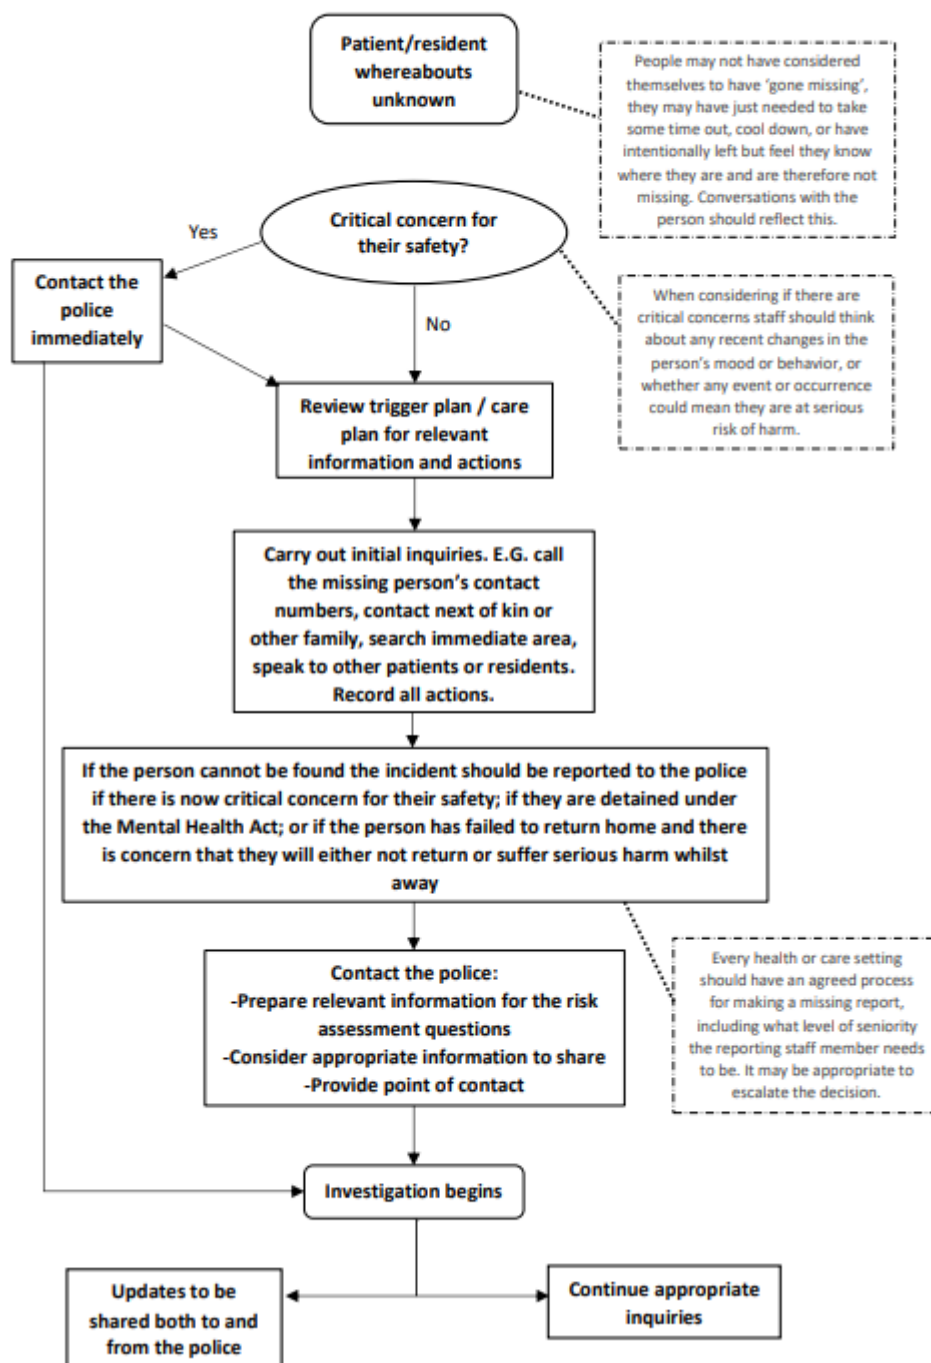 Patient/resident
whereabouts
unknown
People may not have considered
themselves to have ‘gone missing’,
they may have just needed to take
some time out, cool down, or have
intentionally left but feel they know
where they are and are therefore not
missing. Conversations with the
person should reflect this.
Critical concern for
their safety?
Yes
Contact the
police
immediately
No
When considering if there are
critical concerns staff should think
about any recent changes in the
person’s mood or behavior, or
whether any event or occurrence
could mean they are at serious
risk of harm.
Review trigger plan / care
plan for relevant
information and actions
Carry out initial inquiries. E.G. call
the missing person’s contact
numbers, contact next of kin or
other family, search immediate area,
speak to other patients or residents.
Record all actions.
If the person cannot be found the incident should be reported to the police
if there is now critical concern for their safety; if they are detained under
the Mental Health Act; or if the person has failed to return home and there
is concern that they will either not return or suffer serious harm whilst
away
Contact the police:
-Prepare relevant information for the risk
assessment questions
-Consider appropriate information to share
-Provide point of contact
Every health or care setting
should have an agreed process
for making a missing report,
including what level of seniority
the reporting staff member needs
to be. It may be appropriate to
escalate the decision.
Investigation begins
Updates to be
shared both to and
from the police
Continue appropriate
inquiries